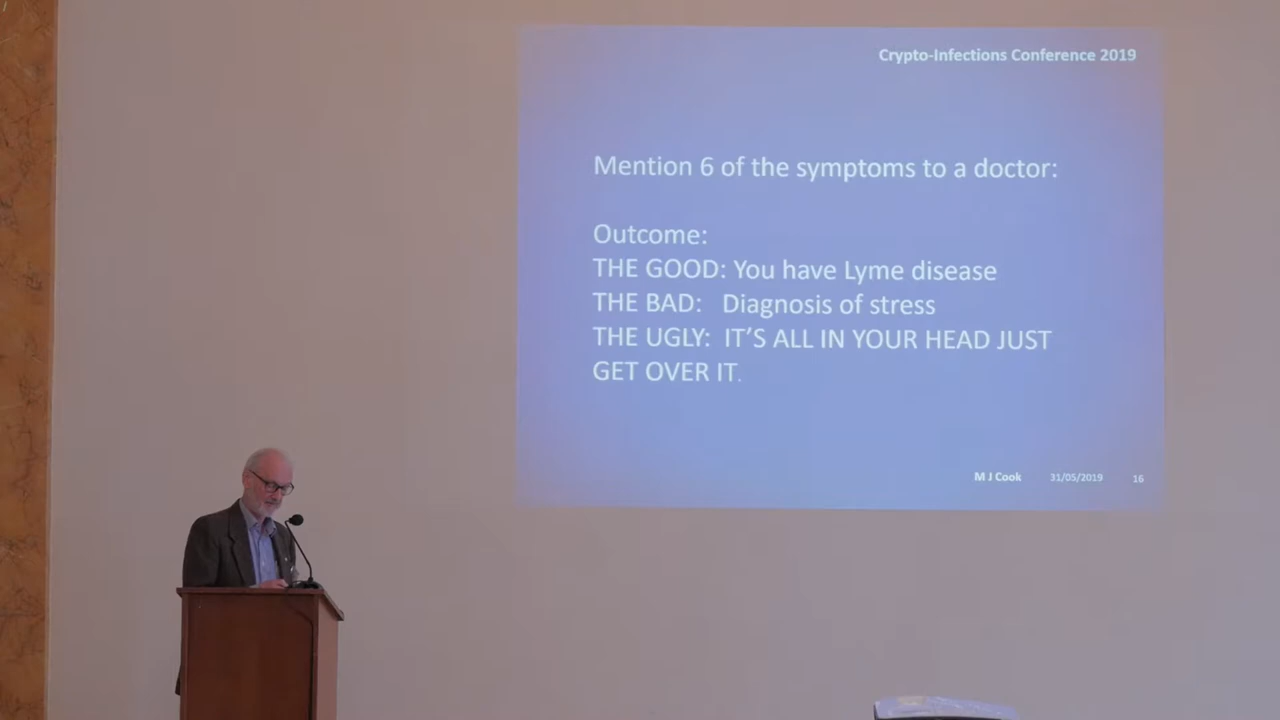 Crypto-Infections Conference 2019
Mention 6 of the symptoms to a doctor:
Outcome:
THE GOOD: You have Lyme disease
THE BAD: Diagnosis of stress
THE UGLY: IT'S ALL IN YOUR HEAD JUST
GET OVER IT.
M J Cook 31/05/2019 16